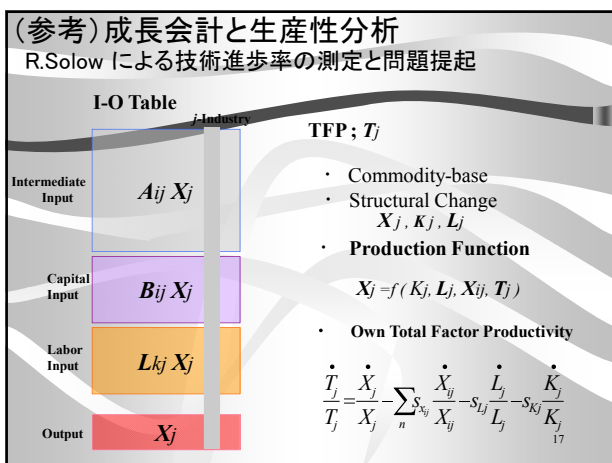 (参考)成長会計と生産性分析
R.Solow による技術進歩率の測定と問題提起
I-O Table
j-Industry
Intermediate
Input
Aij Xj
Capital
Input
Bij Xj
Labor
Input
Lkj Xj
Output
Xj
TFP ; Tj
・ Commodity-base
・ Structural Change
Xj , Kj , Lj
・ Production Function
Xj =f ( Kj, Lj, Xij, Tj )
・ Own Total Factor Productivity
Ṫj/Tj = Ẋj/Xj − ∑n sxij Ẋij/Xij − sLj L̇j/Lj − sKj K̇j/Kj
17